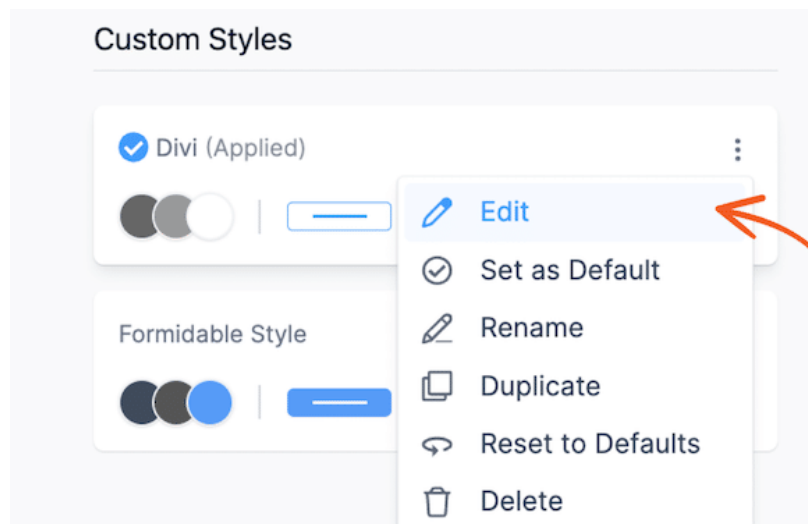 Custom Styles
Divi (Applied)
Edit
Set as Default
Formidable Style
Rename
Duplicate
Reset to Defaults
Delete